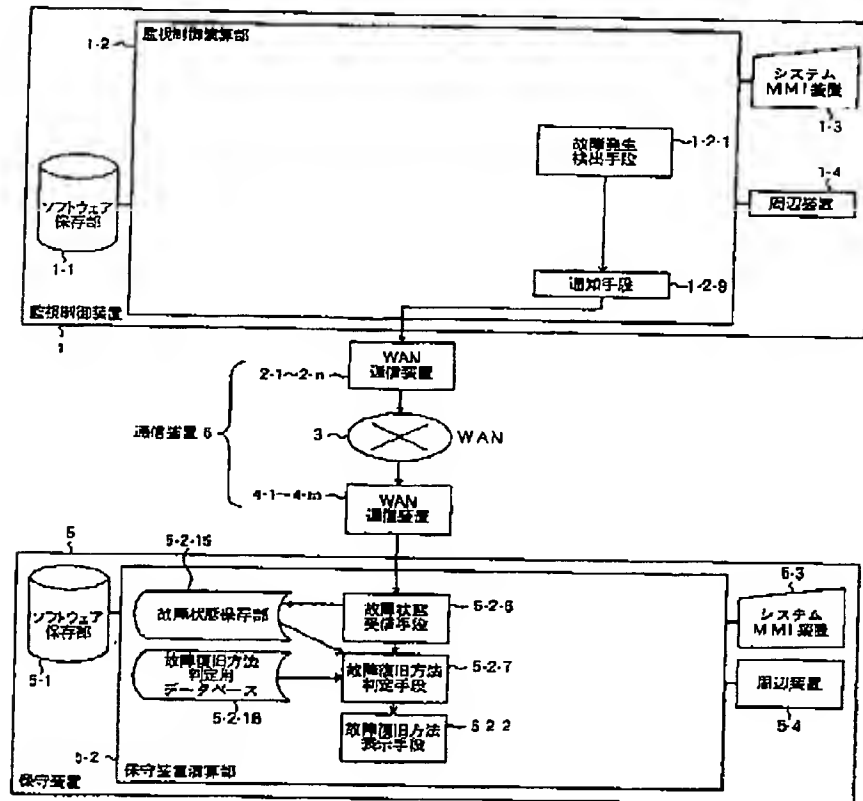 1-2
監視制御演算部
システム
MMI装置
1-3
故障発生
検出手段
1-2-1
1-4
周辺装置
ソフトウェア
保存部
1-1
通知手段
1-2-9
監視制御装置
1
WAN
通信装置
2-1~2-n
通信装置 6
3
WAN
4-1~4-m
WAN
通信装置
5
5-2-15
5-3
ソフトウェア
保存部
5-1
故障状態保存部
故障状態
受信手段
5-2-6
システム
MMI装置
故障復旧方法
判定用
データベース
5-2-16
故障復旧方法
判定手段
5-2-7
周辺装置
5-4
故障復旧方法
表示手段
5-2-2
5-2
保守装置
保守装置演算部